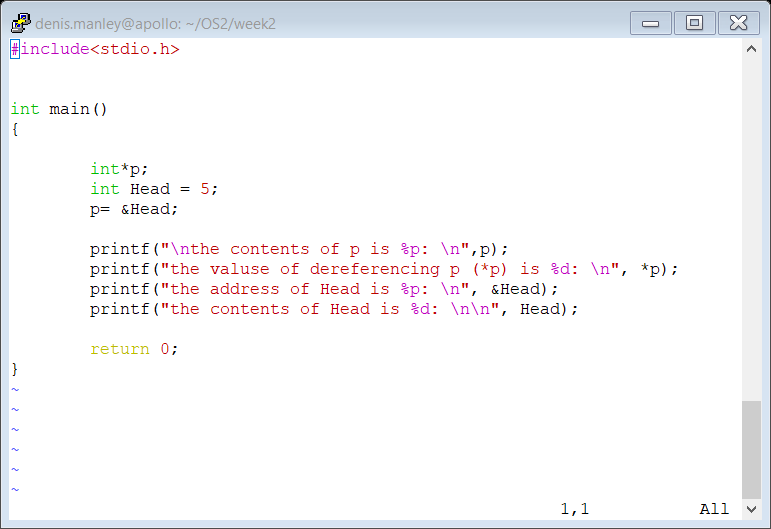 denis.manley@apollo: ~/OS2/week2
#include<stdio.h>
int main()
{
int*p;
int Head = 5;
p= &Head;
printf("\nthe contents of p is %p: \n",p);
printf("the valuse of dereferencing p (*p) is %d: \n", *p);
printf("the address of Head is %p: \n", &Head);
printf("the contents of Head is %d: \n\n", Head);
return 0;
}
~
~
~
~
~
~
1,1 All